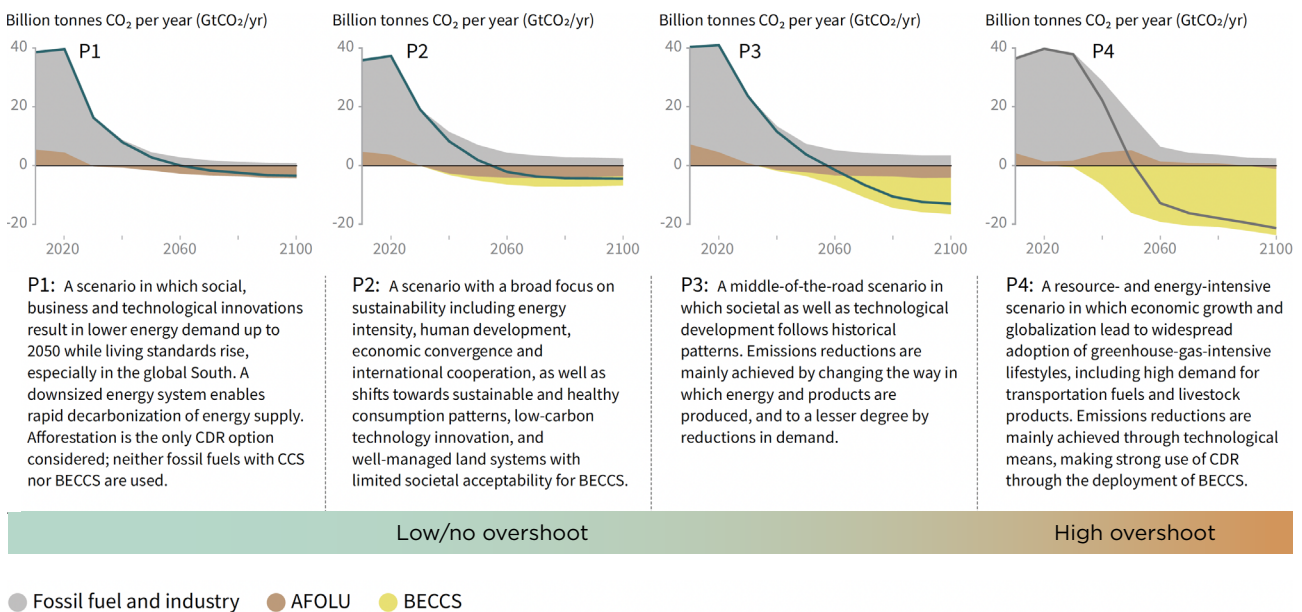 Billion tonnes CO₂ per year (GtCO₂/yr)
40
P1
20
0
-20
2020
2060
2100
Billion tonnes CO₂ per year (GtCO₂/yr)
40
P2
20
0
-20
2020
2060
2100
Billion tonnes CO₂ per year (GtCO₂/yr)
40
P3
20
0
-20
2020
2060
2100
Billion tonnes CO₂ per year (GtCO₂/yr)
40
P4
20
0
-20
2020
2060
2100
P1: A scenario in which social,
business and technological innovations
result in lower energy demand up to
2050 while living standards rise,
especially in the global South. A
downsized energy system enables
rapid decarbonization of energy supply.
Afforestation is the only CDR option
considered; neither fossil fuels with CCS
nor BECCS are used.
P2: A scenario with a broad focus on
sustainability including energy
intensity, human development,
economic convergence and
international cooperation, as well as
shifts towards sustainable and healthy
consumption patterns, low-carbon
technology innovation, and
well-managed land systems with
limited societal acceptability for BECCS.
P3: A middle-of-the-road scenario in
which societal as well as technological
development follows historical
patterns. Emissions reductions are
mainly achieved by changing the way in
which energy and products are
produced, and to a lesser degree by
reductions in demand.
P4: A resource- and energy-intensive
scenario in which economic growth and
globalization lead to widespread
adoption of greenhouse-gas-intensive
lifestyles, including high demand for
transportation fuels and livestock
products. Emissions reductions are
mainly achieved through technological
means, making strong use of CDR
through the deployment of BECCS.
Low/no overshoot
High overshoot
Fossil fuel and industry
AFOLU
BECCS